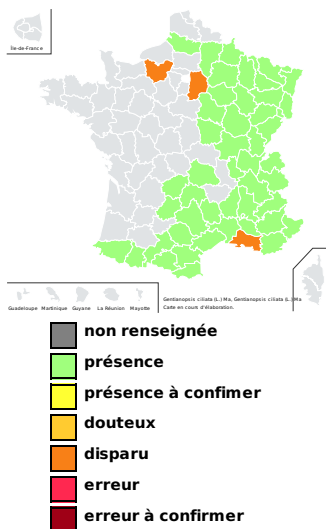 Île-de-France
Gentianopsis ciliata (L.) Ma, Gentianopsis ciliata (L.) Ma
Carte en cours d'élaboration.
Guadeloupe Martinique Guyane La Réunion Mayotte
non renseignée
présence
présence à confimer
douteux
disparu
erreur
erreur à confirmer